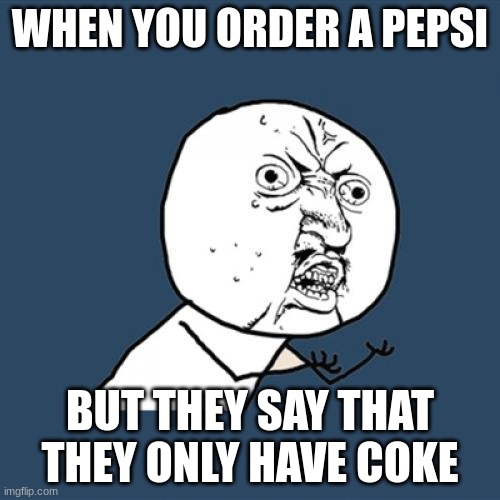 WHEN YOU ORDER A PEPSI
BUT THEY SAY THAT
THEY ONLY HAVE COKE
imgflip.com